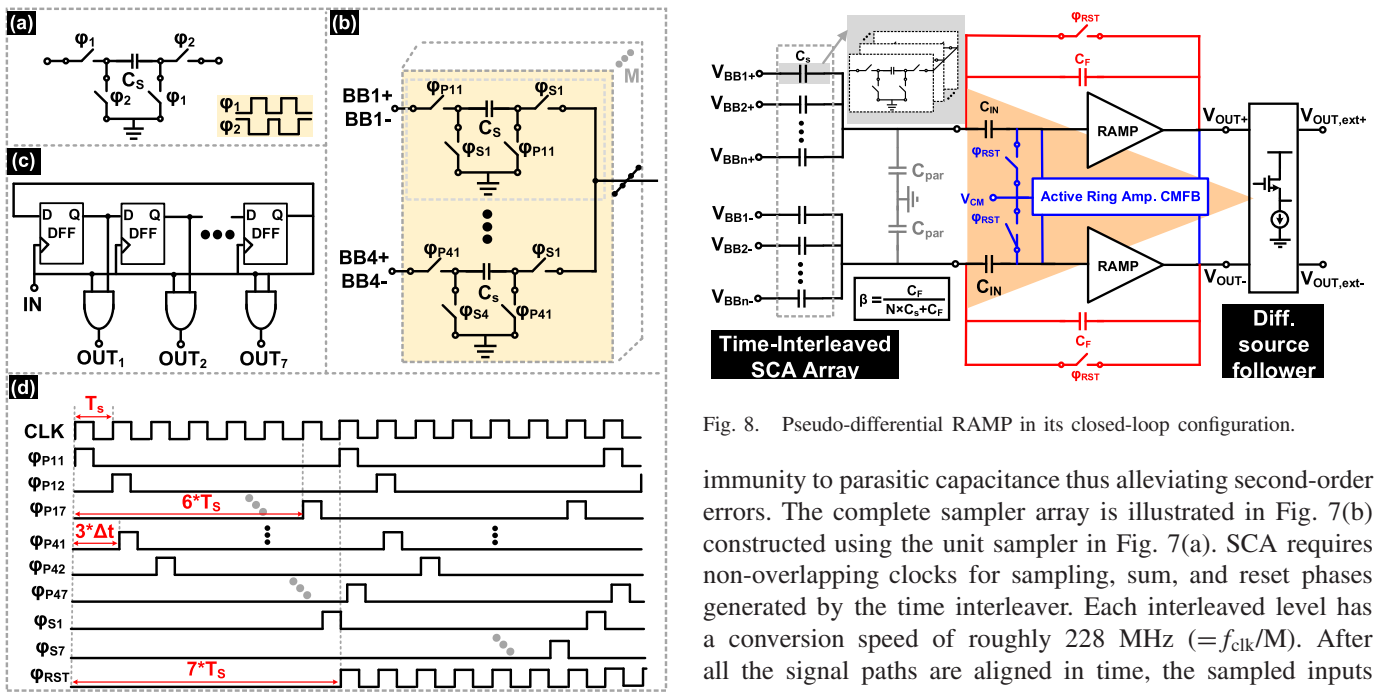 (a)
φ1
φ2
CS
φ2
φ1
φ1
φ2
(b)
M
BB1+
BB1-
φP11
φS1
CS
φS1
φP11
BB4+
BB4-
φP41
φS1
CS
φS4
φP41
(c)
D Q
DFF
D Q
DFF
D Q
DFF
IN
OUT1
OUT2
OUT7
(d)
Ts
CLK
φP11
φP12
6*TS
φP17
3*Δt
φP41
φP42
φP47
φS1
φS7
7*TS
φRST
φRST
CF
Cs
VBB1+
VBB2+
VBBn+
CIN
RAMP
VOUT+
VOUT,ext+
φRST
Cpar
VCM
Active Ring Amp. CMFB
VBB1-
VBB2-
VBBn-
φRST
Cpar
CIN
RAMP
VOUT-
VOUT,ext-
β = CF / N×Cs+CF
CF
φRST
Time-Interleaved
SCA Array
Diff.
source
follower
Fig. 8. Pseudo-differential RAMP in its closed-loop configuration.
immunity to parasitic capacitance thus alleviating second-order
errors. The complete sampler array is illustrated in Fig. 7(b)
constructed using the unit sampler in Fig. 7(a). SCA requires
non-overlapping clocks for sampling, sum, and reset phases
generated by the time interleaver. Each interleaved level has
a conversion speed of roughly 228 MHz (=fclk/M). After
all the signal paths are aligned in time, the sampled inputs